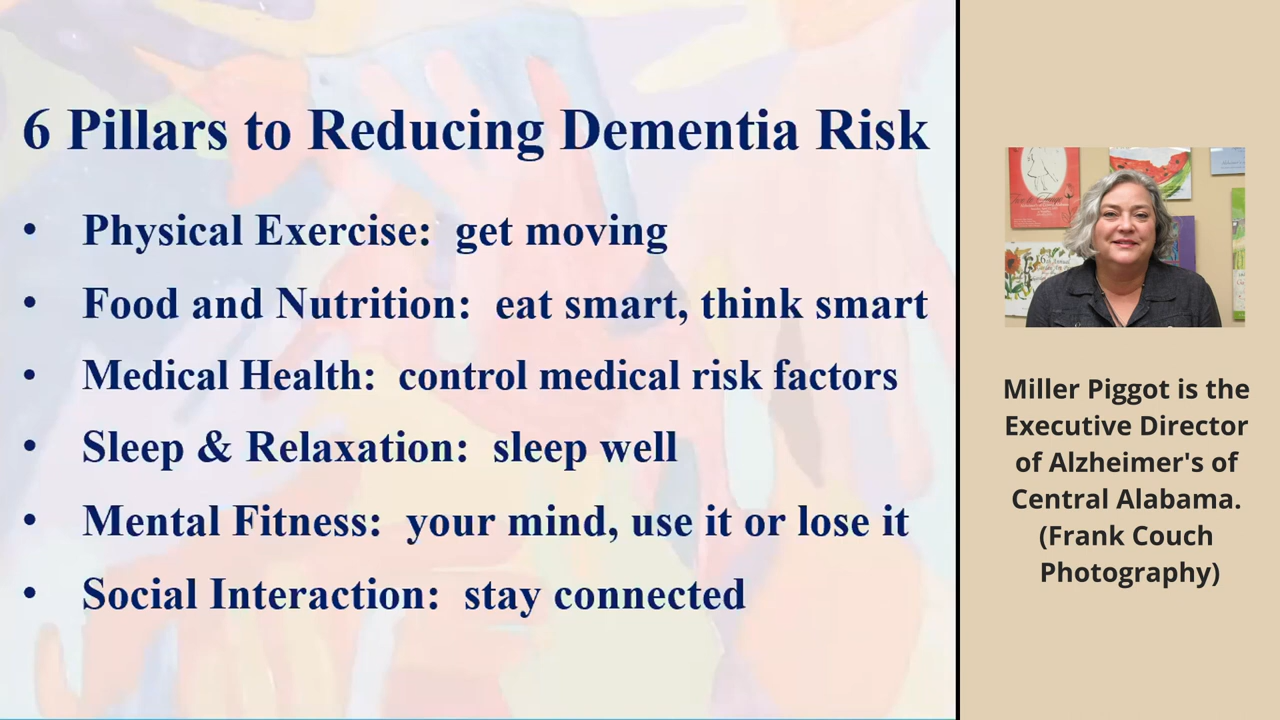 6 Pillars to Reducing Dementia Risk
• Physical Exercise: get moving
• Food and Nutrition: eat smart, think smart
• Medical Health: control medical risk factors
• Sleep & Relaxation: sleep well
• Mental Fitness: your mind, use it or lose it
• Social Interaction: stay connected
Miller Piggot is the
Executive Director
of Alzheimer's of
Central Alabama.
(Frank Couch
Photography)